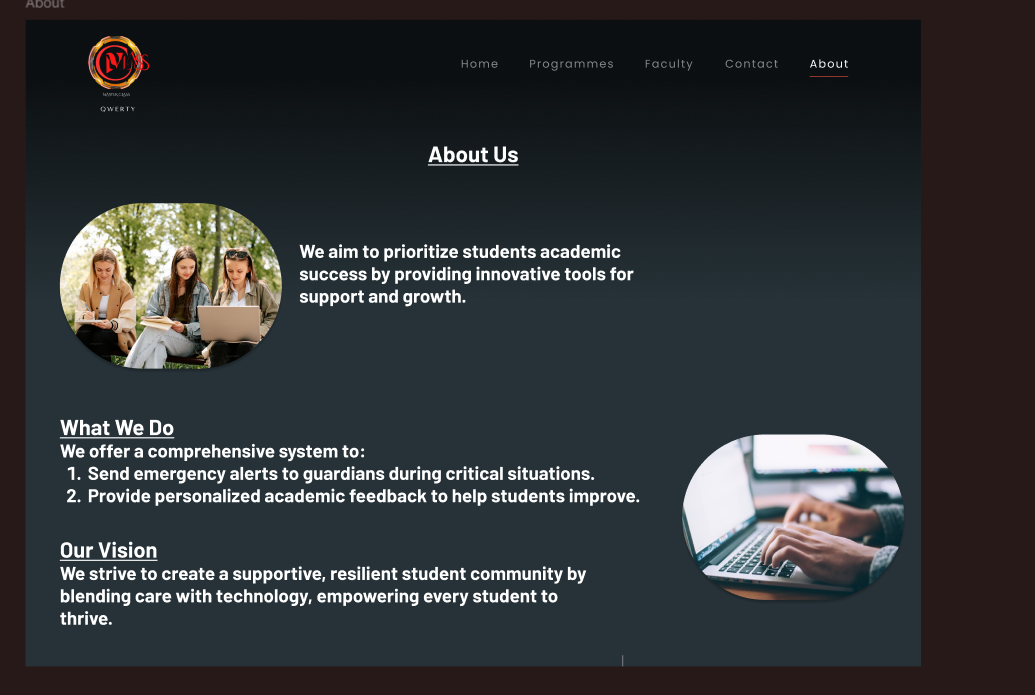 About
QWERTY
Home Programmes Faculty Contact About
About Us
We aim to prioritize students academic
success by providing innovative tools for
support and growth.
What We Do
We offer a comprehensive system to:
1. Send emergency alerts to guardians during critical situations.
2. Provide personalized academic feedback to help students improve.
Our Vision
We strive to create a supportive, resilient student community by
blending care with technology, empowering every student to
thrive.